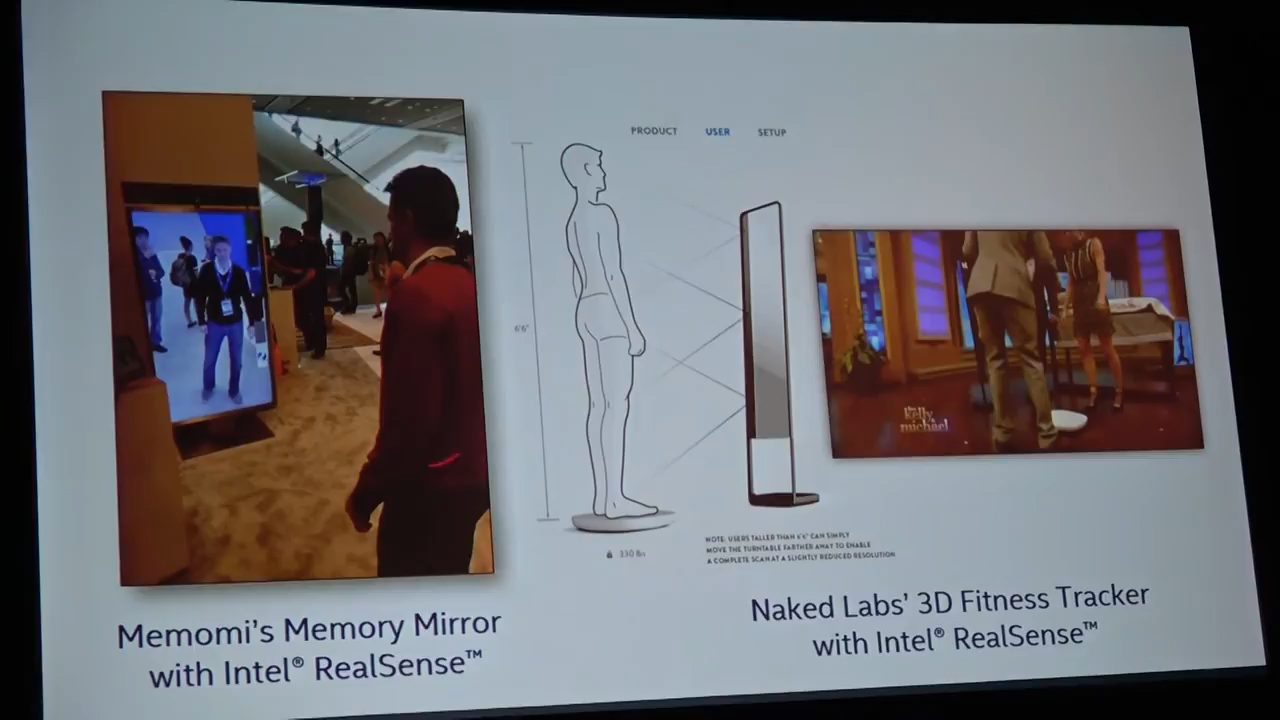 PRODUCT USER SETUP
6'6"
the
kelly
michael
NOTE: USERS TALLER THAN 6'6" CAN SIMPLY
MOVE THE TURNTABLE FARTHER AWAY TO ENABLE
A COMPLETE SCAN AT A SLIGHTLY REDUCED RESOLUTION
330 lbs
Memomi's Memory Mirror
with Intel® RealSense™
Naked Labs' 3D Fitness Tracker
with Intel® RealSense™